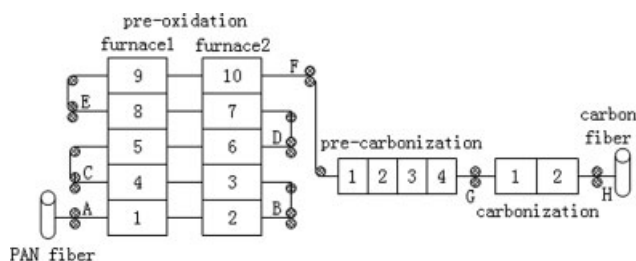 pre-oxidation
furnace1 furnace2
9 10 F
E 8 7
D
5 6
C
4 3
A 1 2 B
PAN fiber
pre-carbonization
1 2 3 4
G
1 2
carbonization
H
carbon
fiber